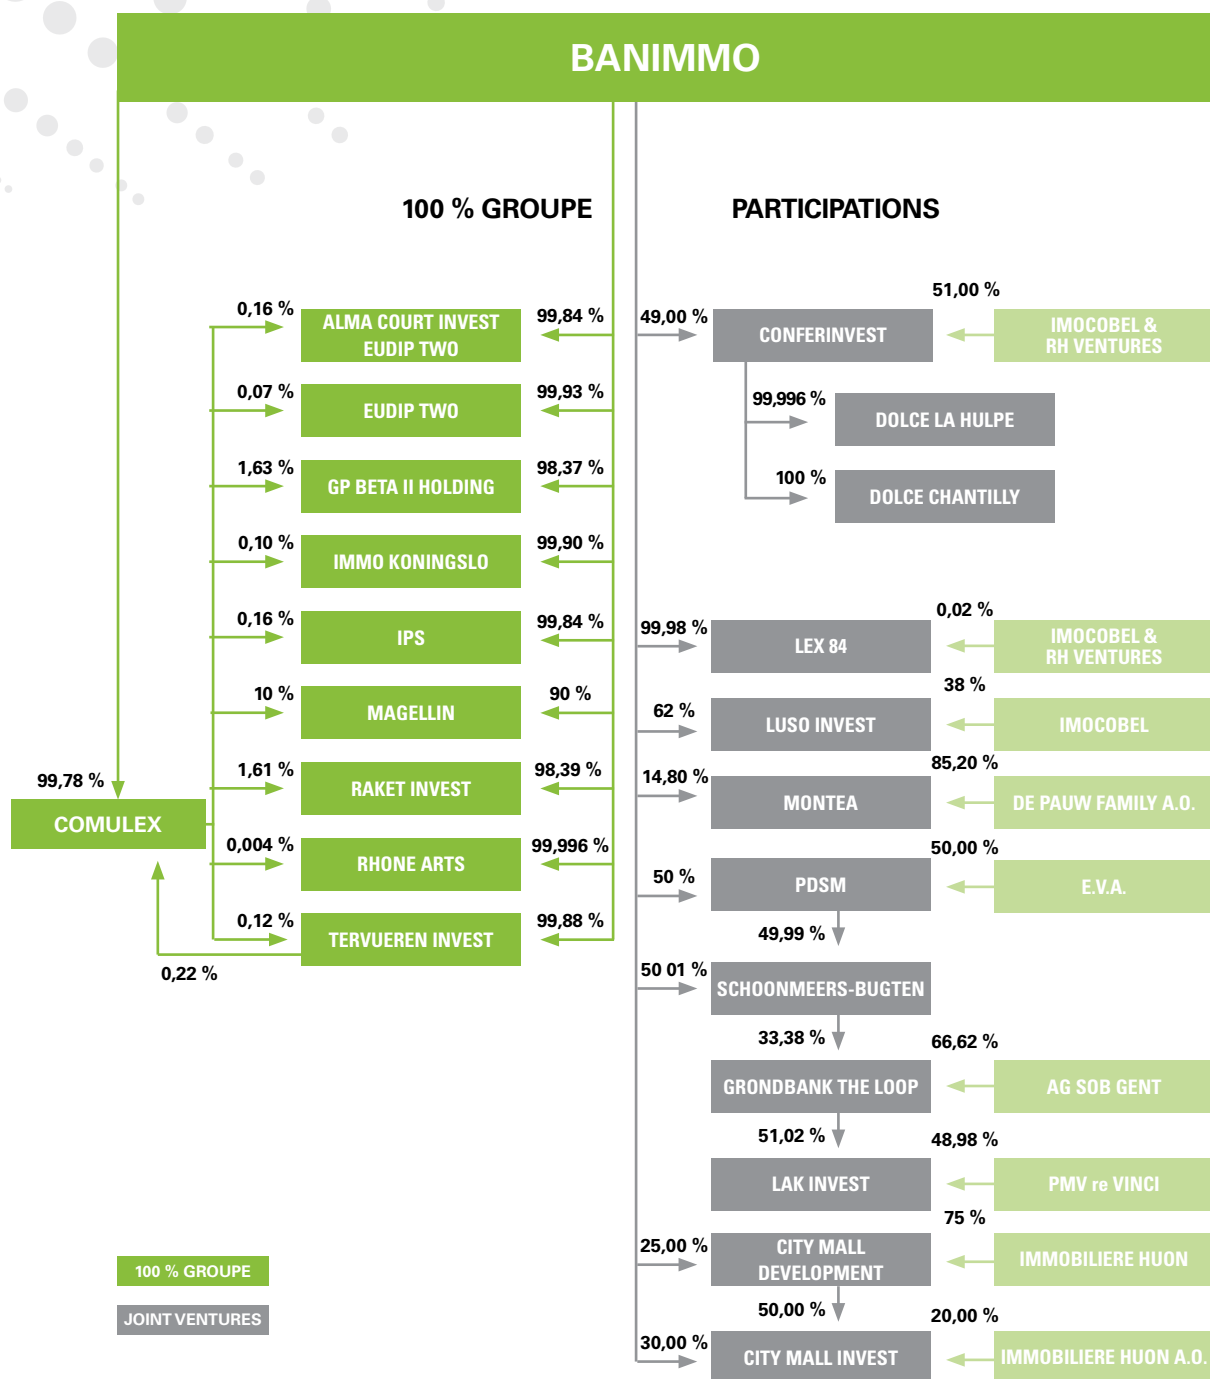 BANIMMO
100 % GROUPE
PARTICIPATIONS
0,16 %
ALMA COURT INVEST
EUDIP TWO
99,84 %
0,07 %
EUDIP TWO
99,93 %
1,63 %
GP BETA II HOLDING
98,37 %
0,10 %
IMMO KONINGSLO
99,90 %
0,16 %
IPS
99,84 %
10 %
MAGELLIN
90 %
1,61 %
RAKET INVEST
98,39 %
0,004 %
RHONE ARTS
99,996 %
0,12 %
TERVUEREN INVEST
99,88 %
99,78 %
COMULEX
0,22 %
49,00 %
CONFERINVEST
51,00 %
IMOCOBEL &
RH VENTURES
99,996 %
DOLCE LA HULPE
100 %
DOLCE CHANTILLY
99,98 %
LEX 84
0,02 %
IMOCOBEL &
RH VENTURES
62 %
LUSO INVEST
38 %
IMOCOBEL
14,80 %
MONTEA
85,20 %
DE PAUW FAMILY A.O.
50 %
PDSM
50,00 %
E.V.A.
49,99 %
50 01 %
SCHOONMEERS-BUGTEN
33,38 %
GRONDBANK THE LOOP
66,62 %
AG SOB GENT
51,02 %
LAK INVEST
48,98 %
PMV re VINCI
25,00 %
CITY MALL
DEVELOPMENT
75 %
IMMOBILIERE HUON
50,00 %
30,00 %
CITY MALL INVEST
20,00 %
IMMOBILIERE HUON A.O.
100 % GROUPE
JOINT VENTURES